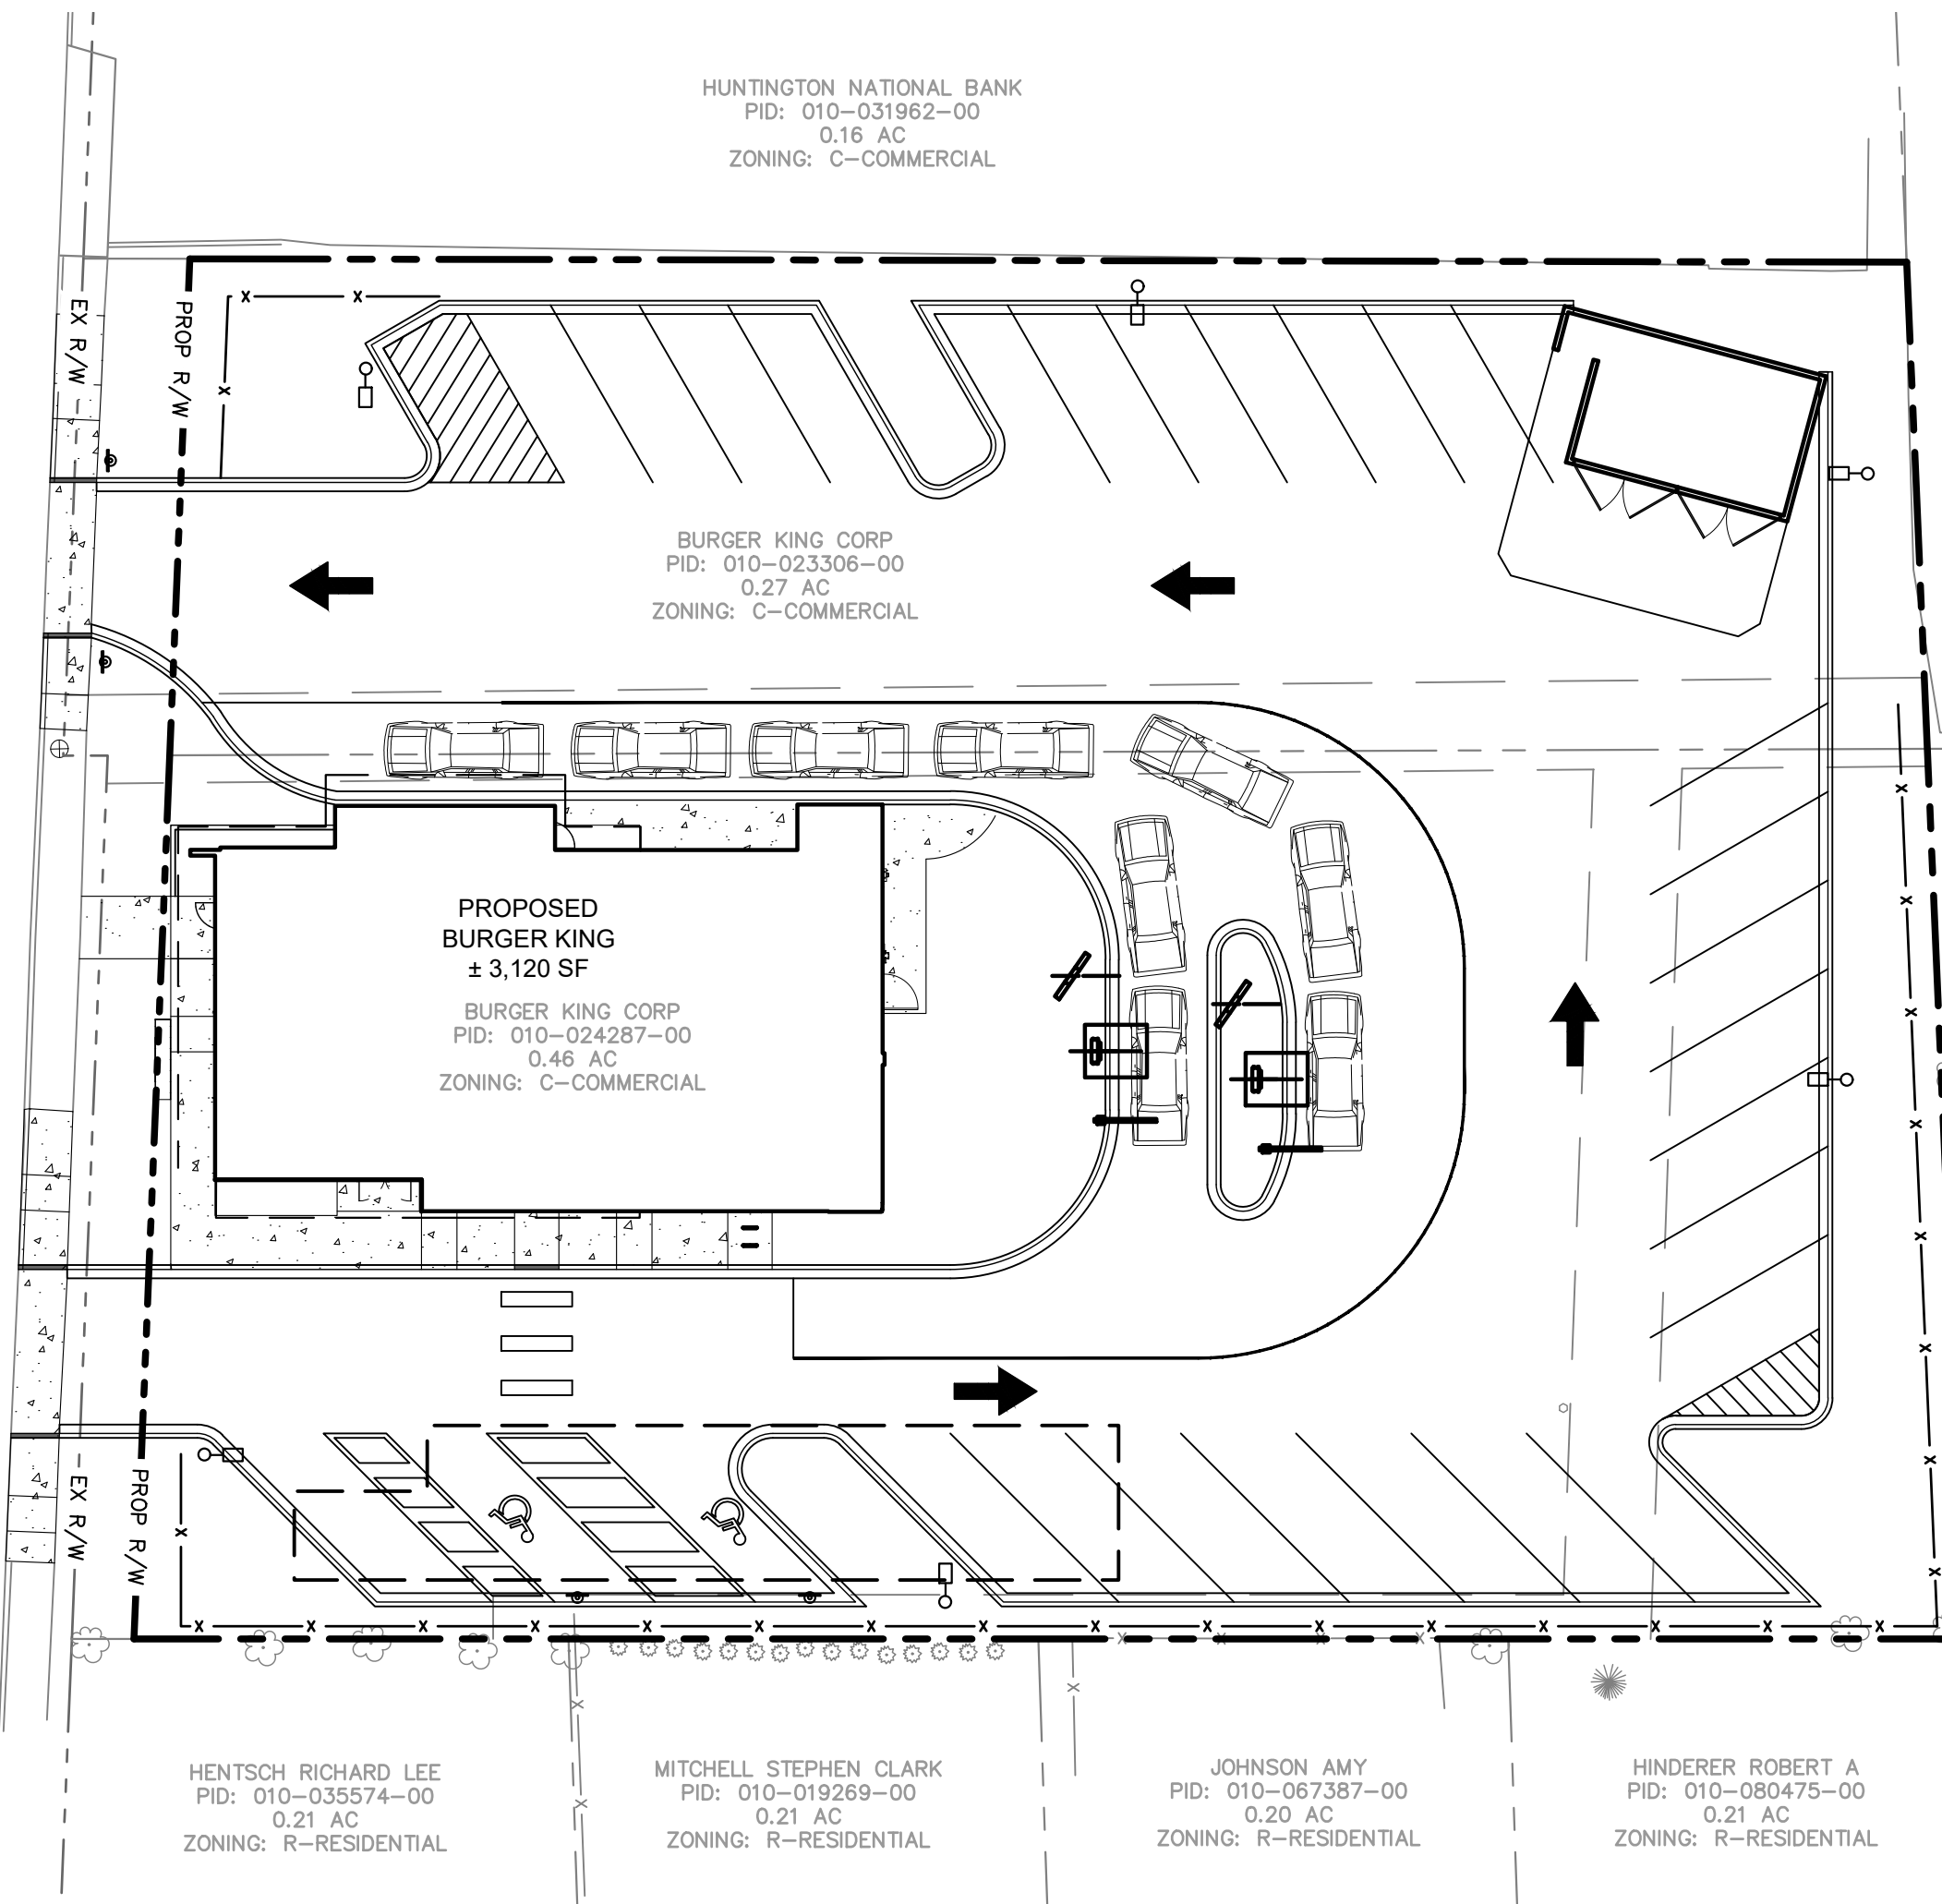 HUNTINGTON NATIONAL BANK
PID: 010-031962-00
0.16 AC
ZONING: C-COMMERCIAL
EX R/W
PROP R/W
BURGER KING CORP
PID: 010-023306-00
0.27 AC
ZONING: C-COMMERCIAL
PROPOSED
BURGER KING
± 3,120 SF
BURGER KING CORP
PID: 010-024287-00
0.46 AC
ZONING: C-COMMERCIAL
EX R/W
PROP R/W
HENTSCH RICHARD LEE
PID: 010-035574-00
0.21 AC
ZONING: R-RESIDENTIAL
MITCHELL STEPHEN CLARK
PID: 010-019269-00
0.21 AC
ZONING: R-RESIDENTIAL
JOHNSON AMY
PID: 010-067387-00
0.20 AC
ZONING: R-RESIDENTIAL
HINDERER ROBERT A
PID: 010-080475-00
0.21 AC
ZONING: R-RESIDENTIAL